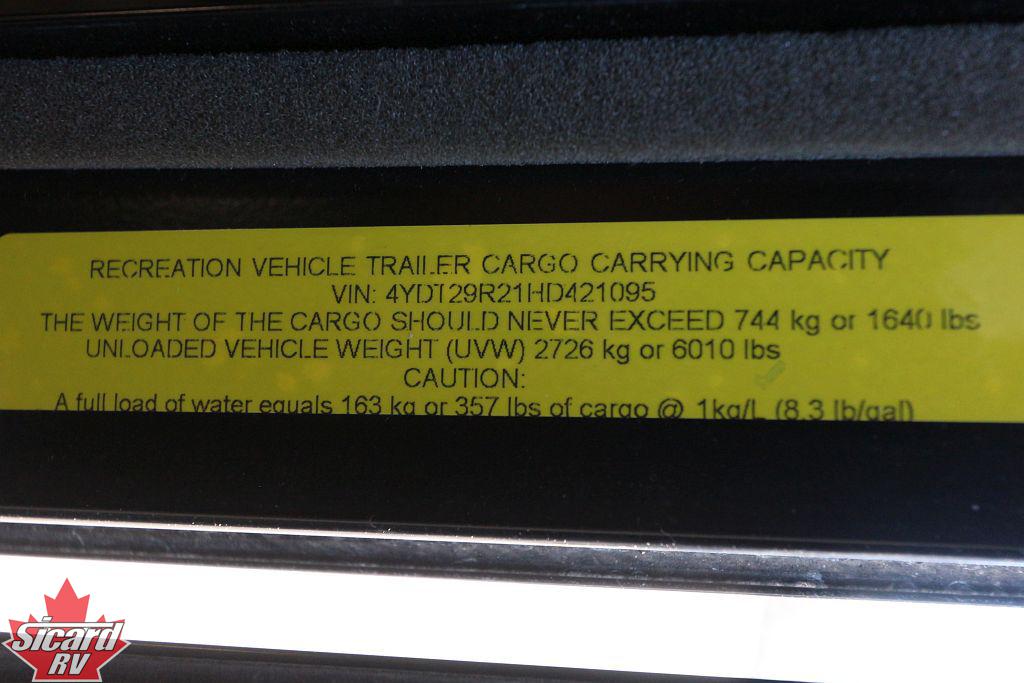 RECREATION VEHICLE TRAILER CARGO CARRYING CAPACITY
VIN: 4YDT29R21HD421095
THE WEIGHT OF THE CARGO SHOULD NEVER EXCEED 744 kg or 1640 lbs
UNLOADED VEHICLE WEIGHT (UVW) 2726 kg or 6010 lbs
CAUTION:
A full load of water equals 163 kg or 357 lbs of cargo @ 1kg/L (8.3 lb/gal)
Sicard
RV